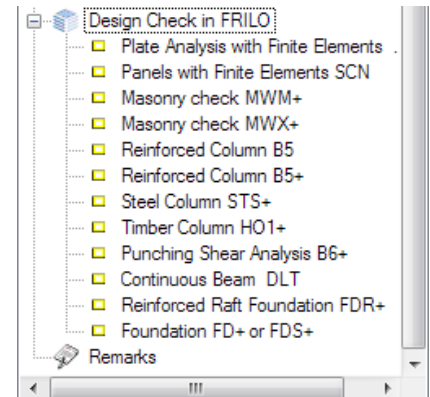 Design Check in FRILO
Plate Analysis with Finite Elements .
Panels with Finite Elements SCN
Masonry check MWM+
Masonry check MWX+
Reinforced Column B5
Reinforced Column B5+
Steel Column STS+
Timber Column HO1+
Punching Shear Analysis B6+
Continuous Beam  DLT
Reinforced Raft Foundation FDR+
Foundation FD+ or FDS+
Remarks